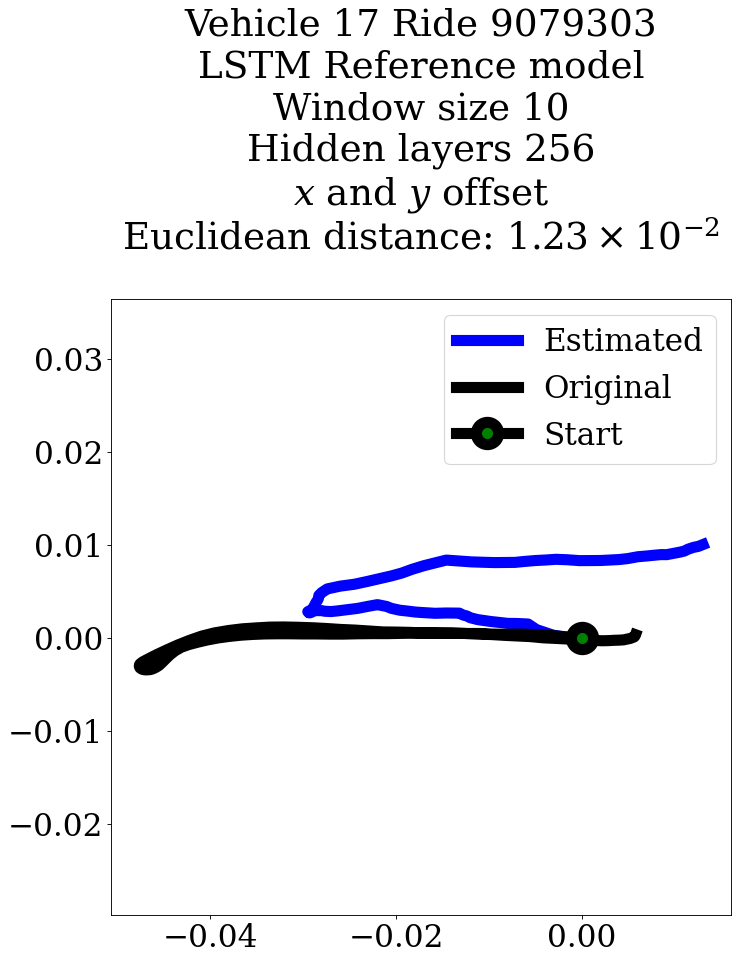 Vehicle 17 Ride 9079303
LSTM Reference model
Window size 10
Hidden layers 256
x and y offset
Euclidean distance: 1.23 × 10⁻²
Estimated
Original
Start
0.03
0.02
0.01
0.00
−0.01
−0.02
−0.04
−0.02
0.00